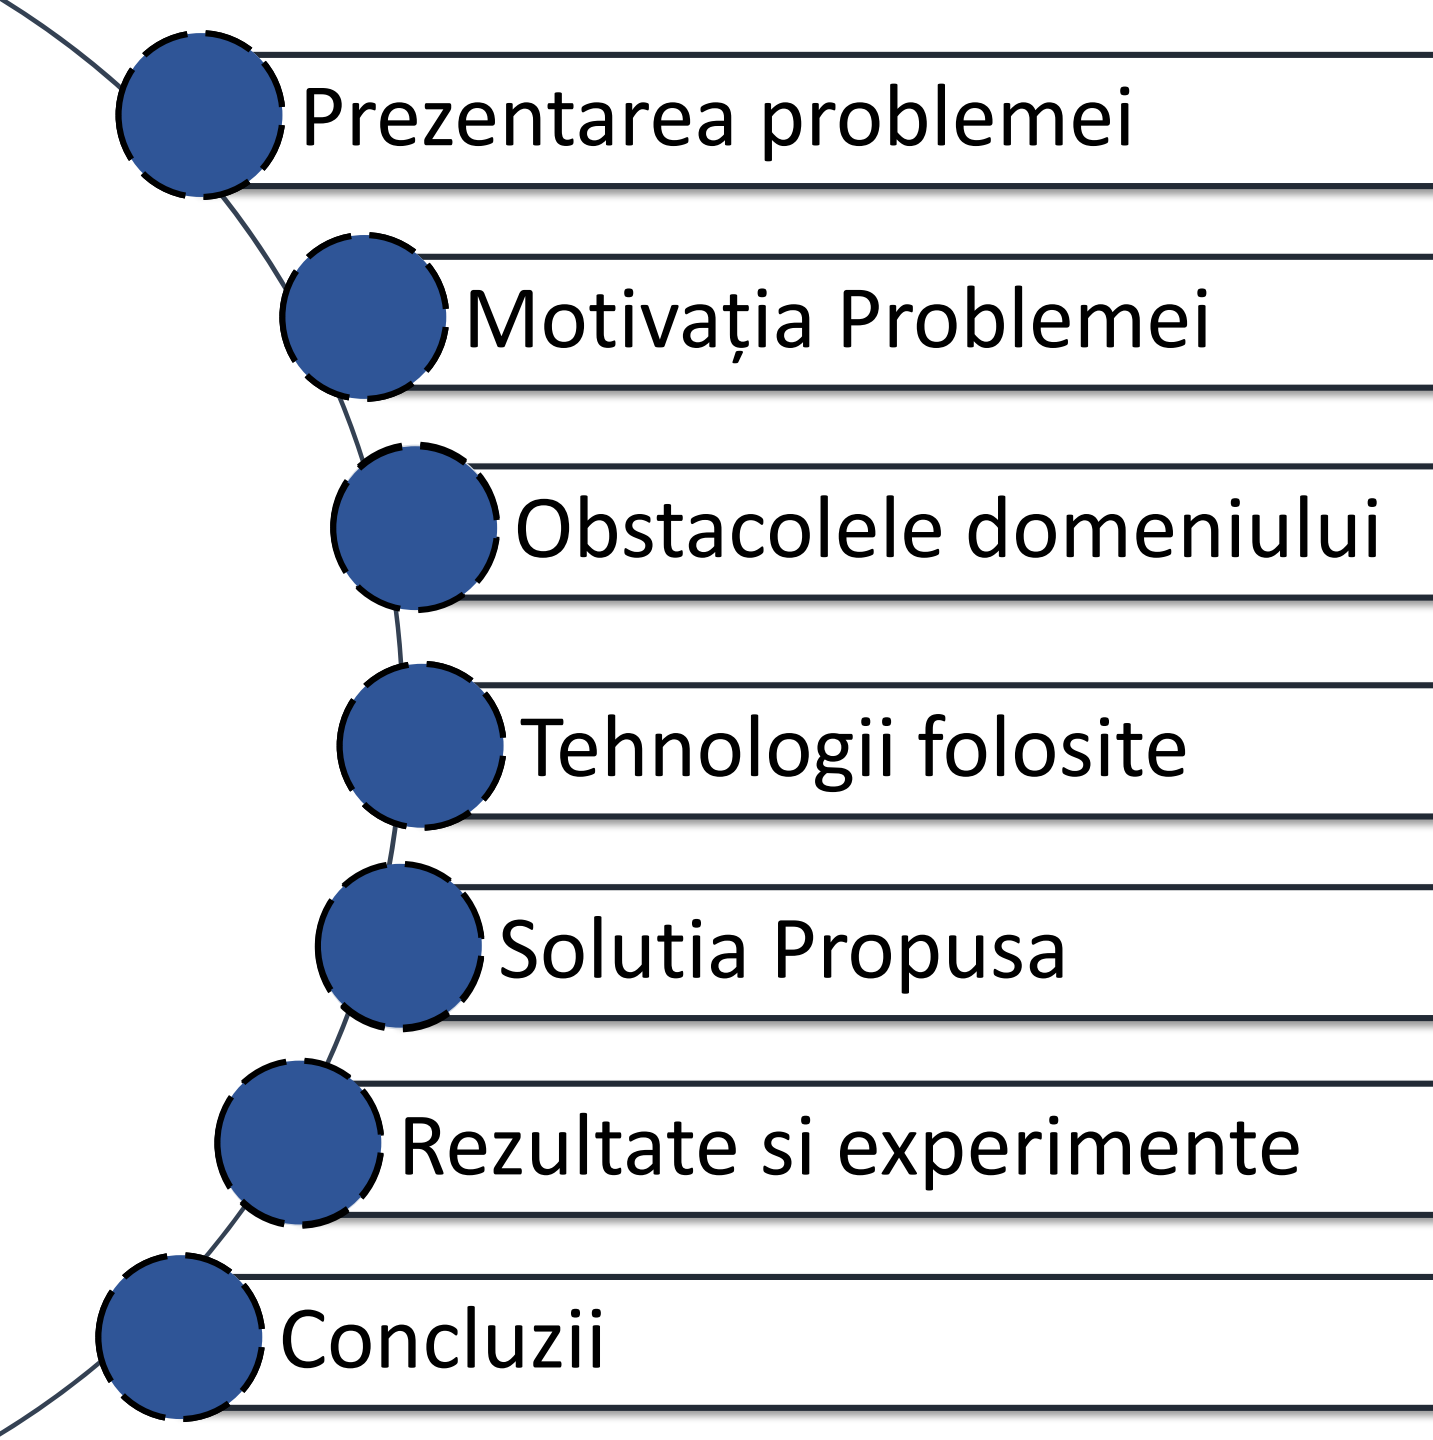 Prezentarea problemei
Motivația Problemei
Obstacolele domeniului
Tehnologii folosite
Solutia Propusa
Rezultate si experimente
Concluzii